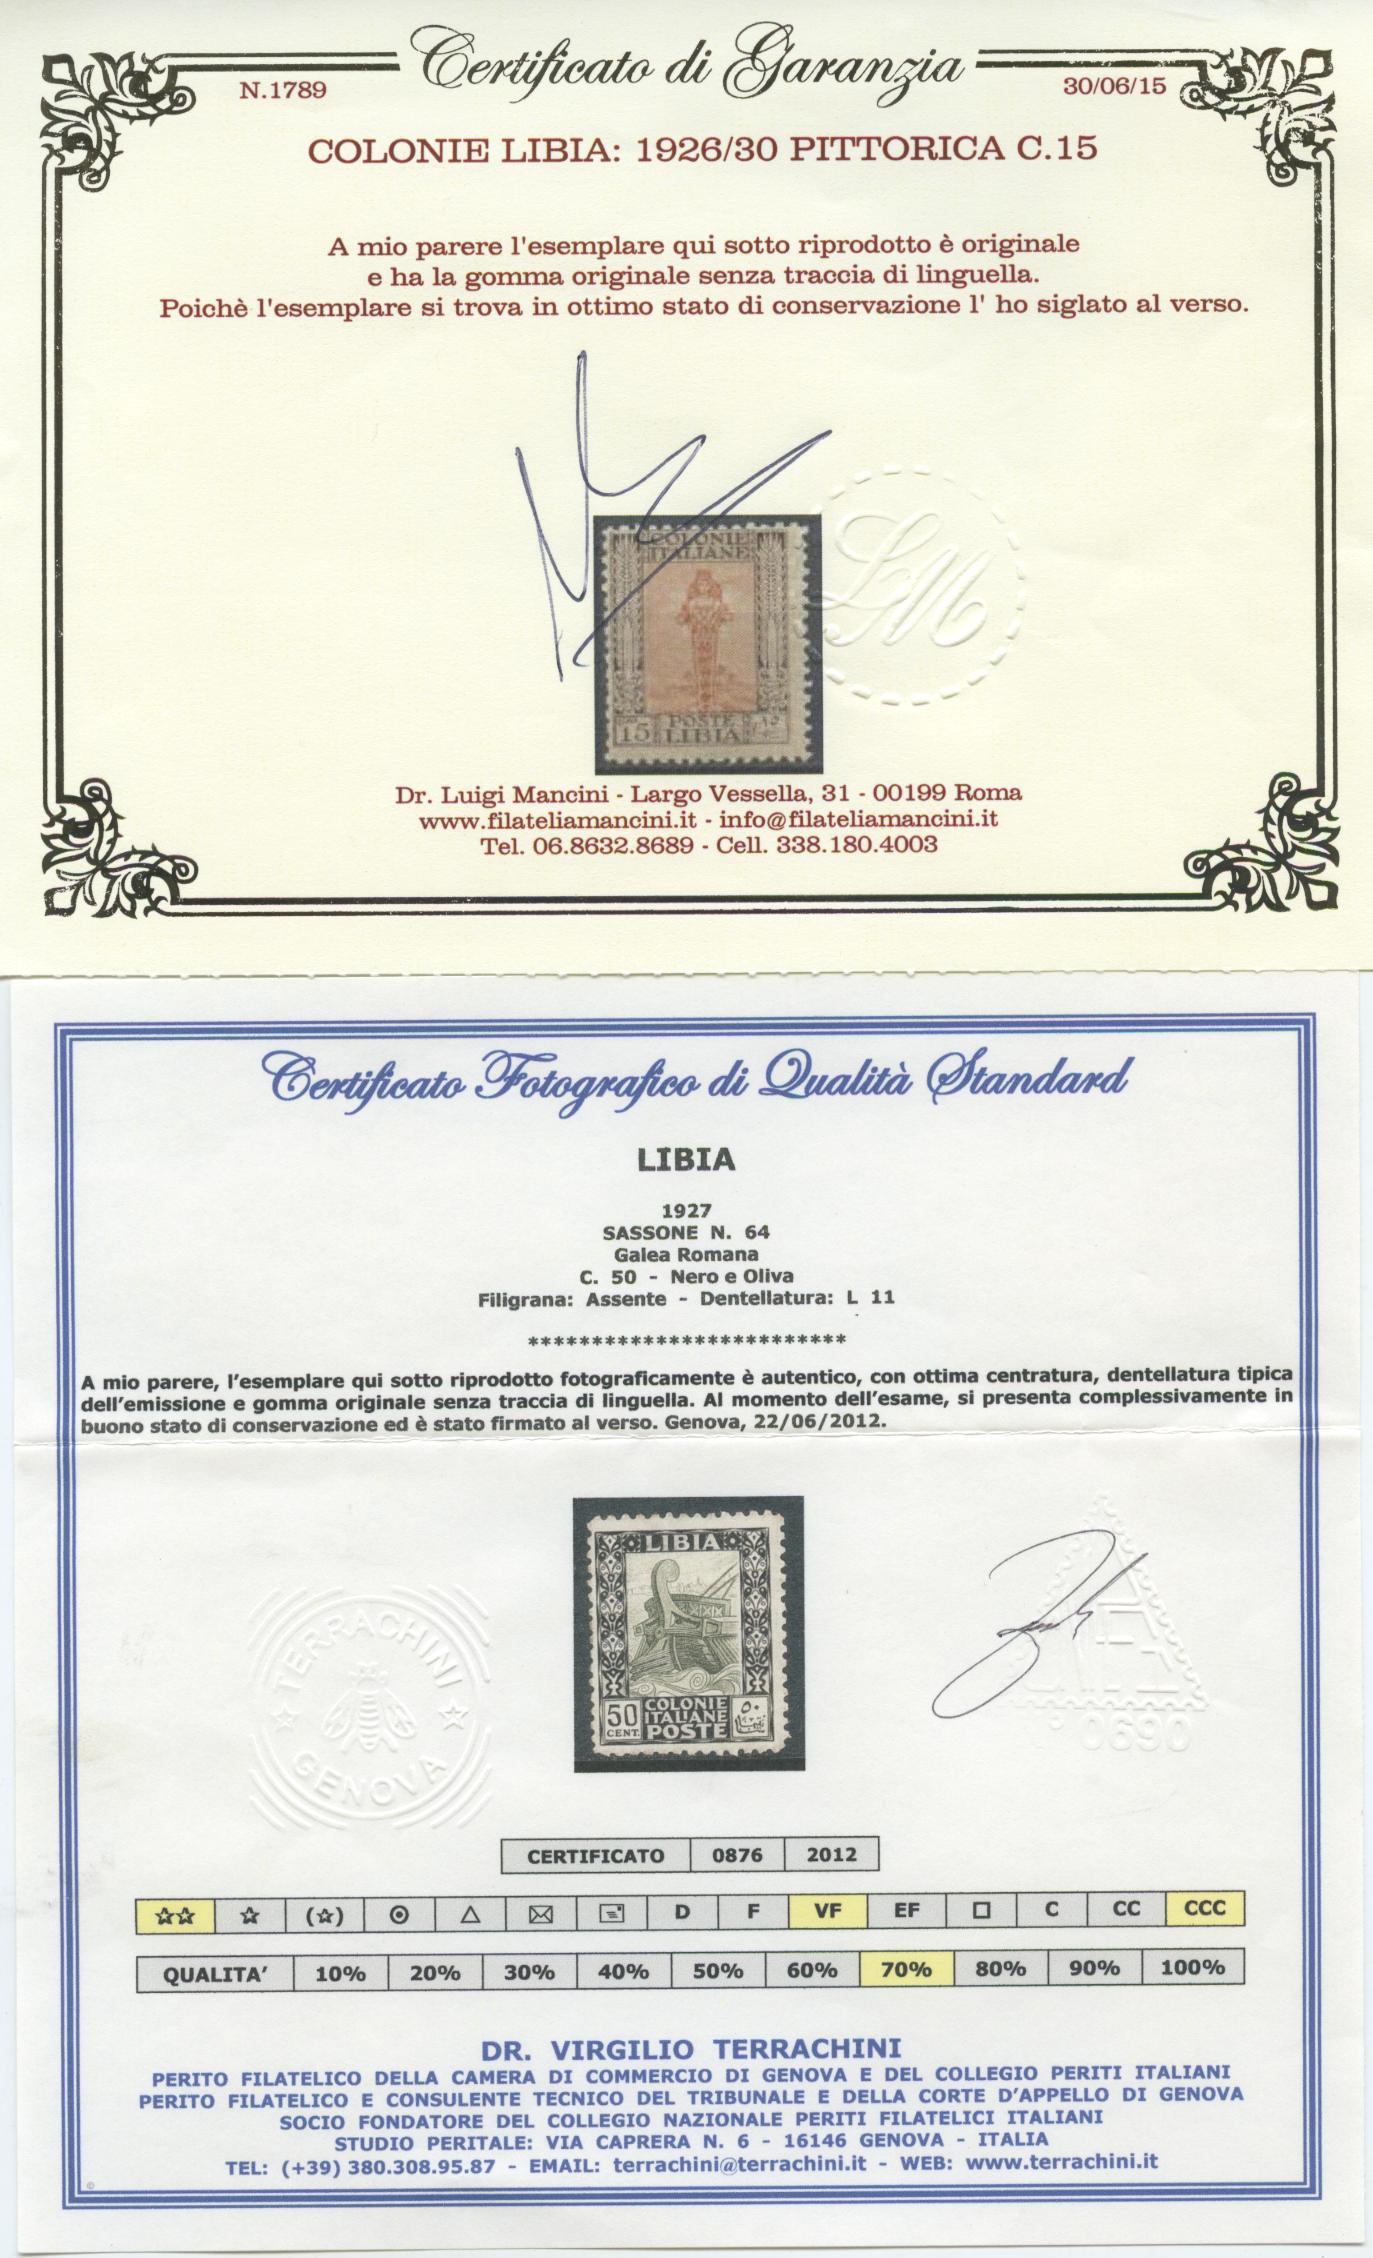 Certificato di Garanzia
N.1789
30/06/15
COLONIE LIBIA: 1926/30 PITTORICA C.15
A mio parere l'esemplare qui sotto riprodotto è originale
e ha la gomma originale senza traccia di linguella.
Poichè l'esemplare si trova in ottimo stato di conservazione l' ho siglato al verso.
COLONIE
ITALIANE
15
POSTE
LIBIA
LM
Dr. Luigi Mancini - Largo Vessella, 31 - 00199 Roma
www.filateliamancini.it - info@filateliamancini.it
Tel. 06.8632.8689 - Cell. 338.180.4003
Certificato Fotografico di Qualità Standard
LIBIA
1927
SASSONE N. 64
Galea Romana
C. 50 - Nero e Oliva
Filigrana: Assente - Dentellatura: L 11
*************************
A mio parere, l'esemplare qui sotto riprodotto fotograficamente è autentico, con ottima centratura, dentellatura tipica
dell'emissione e gomma originale senza traccia di linguella. Al momento dell'esame, si presenta complessivamente in
buono stato di conservazione ed è stato firmato al verso. Genova, 22/06/2012.
LIBIA
50
CENT.
COLONIE
ITALIANE
POSTE
٥٠
TERRACHINI
GENOVA
0690
CERTIFICATO 0876 2012
☆☆ ☆ (☆) ⊙ △ ✉ D F VF EF □ C CC CCC
QUALITA' 10% 20% 30% 40% 50% 60% 70% 80% 90% 100%
DR. VIRGILIO TERRACHINI
PERITO FILATELICO DELLA CAMERA DI COMMERCIO DI GENOVA E DEL COLLEGIO PERITI ITALIANI
PERITO FILATELICO E CONSULENTE TECNICO DEL TRIBUNALE E DELLA CORTE D'APPELLO DI GENOVA
SOCIO FONDATORE DEL COLLEGIO NAZIONALE PERITI FILATELICI ITALIANI
STUDIO PERITALE: VIA CAPRERA N. 6 - 16146 GENOVA - ITALIA
TEL: (+39) 380.308.95.87 - EMAIL: terrachini@terrachini.it - WEB: www.terrachini.it
©